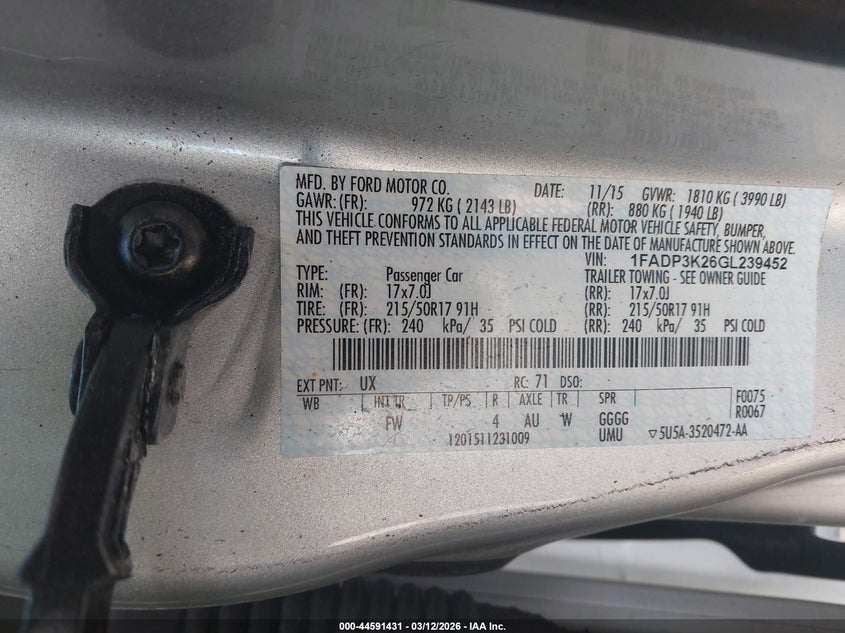 MFD. BY FORD MOTOR CO. DATE: 11/15 GVWR: 1810 KG ( 3990 LB)
GAWR: (FR): 972 KG ( 2143 LB) (RR): 880 KG ( 1940 LB)
THIS VEHICLE CONFORMS TO ALL APPLICABLE FEDERAL MOTOR VEHICLE SAFETY, BUMPER,
AND THEFT PREVENTION STANDARDS IN EFFECT ON THE DATE OF MANUFACTURE SHOWN ABOVE.
VIN: 1FADP3K26GL239452
TYPE: Passenger Car TRAILER TOWING - SEE OWNER GUIDE
RIM: (FR): 17x7.0J (RR): 17x7.0J
TIRE: (FR): 215/50R17 91H (RR): 215/50R17 91H
PRESSURE: (FR): 240 kPa/ 35 PSI COLD (RR): 240 kPa/ 35 PSI COLD
EXT PNT: UX RC: 71 DSO:
WB INT TR TP/PS R AXLE TR SPR F0075
FW 4 AU W GGGG R0067
1201511231009 UMU ▽5U5A-3520472-AA
000-44591431 - 03/12/2026 - IAA Inc.